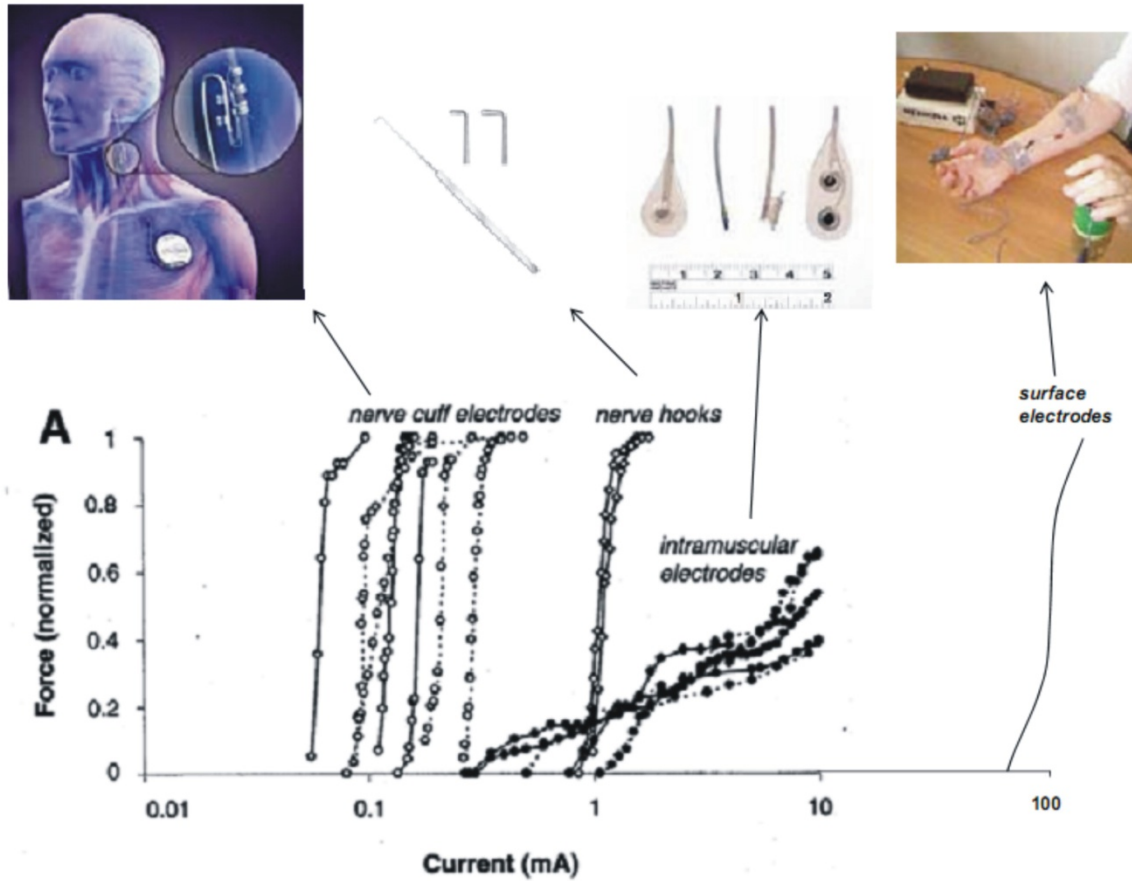 1 2 3 4 5
1 2
surface
electrodes
A
nerve cuff electrodes
nerve hooks
intramuscular
electrodes
Force (normalized)
1
0.8
0.6
0.4
0.2
0
0.01
0.1
1
10
100
Current (mA)